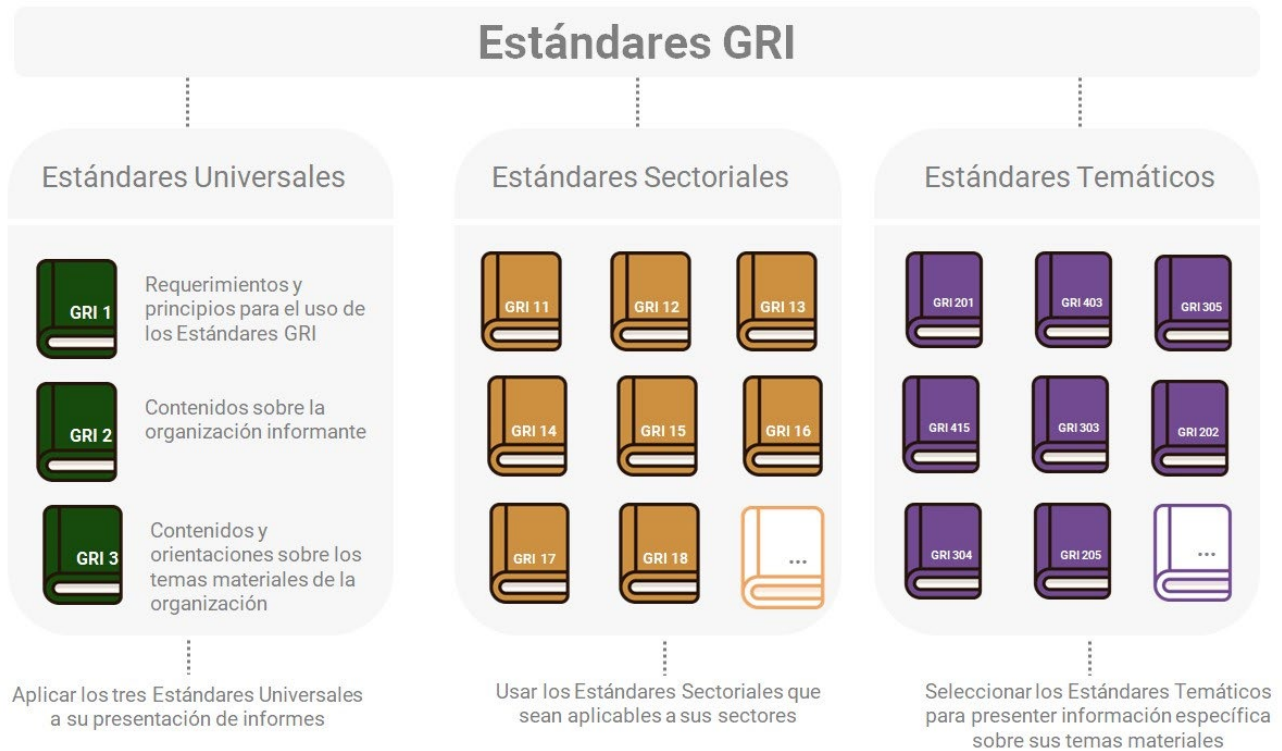 Estándares GRI
Estándares Universales
GRI 1
Requerimientos y
principios para el uso de
los Estándares GRI
GRI 2
Contenidos sobre la
organización informante
GRI 3
Contenidos y
orientaciones sobre los
temas materiales de la
organización
Aplicar los tres Estándares Universales
a su presentación de informes
Estándares Sectoriales
GRI 11
GRI 12
GRI 13
GRI 14
GRI 15
GRI 16
GRI 17
GRI 18
...
Usar los Estándares Sectoriales que
sean aplicables a sus sectores
Estándares Temáticos
GRI 201
GRI 403
GRI 305
GRI 415
GRI 303
GRI 202
GRI 304
GRI 205
...
Seleccionar los Estándares Temáticos
para presenter información específica
sobre sus temas materiales